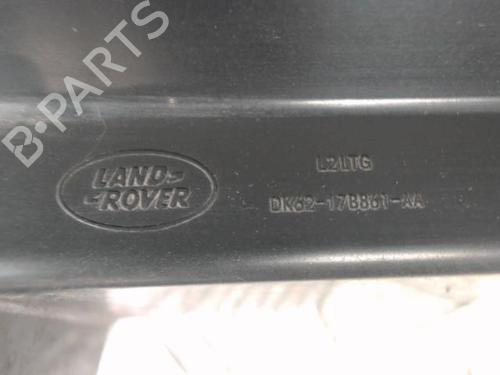 B-PARTS
LAND-
-ROVER
L2LTG
DK62-17B861-AA